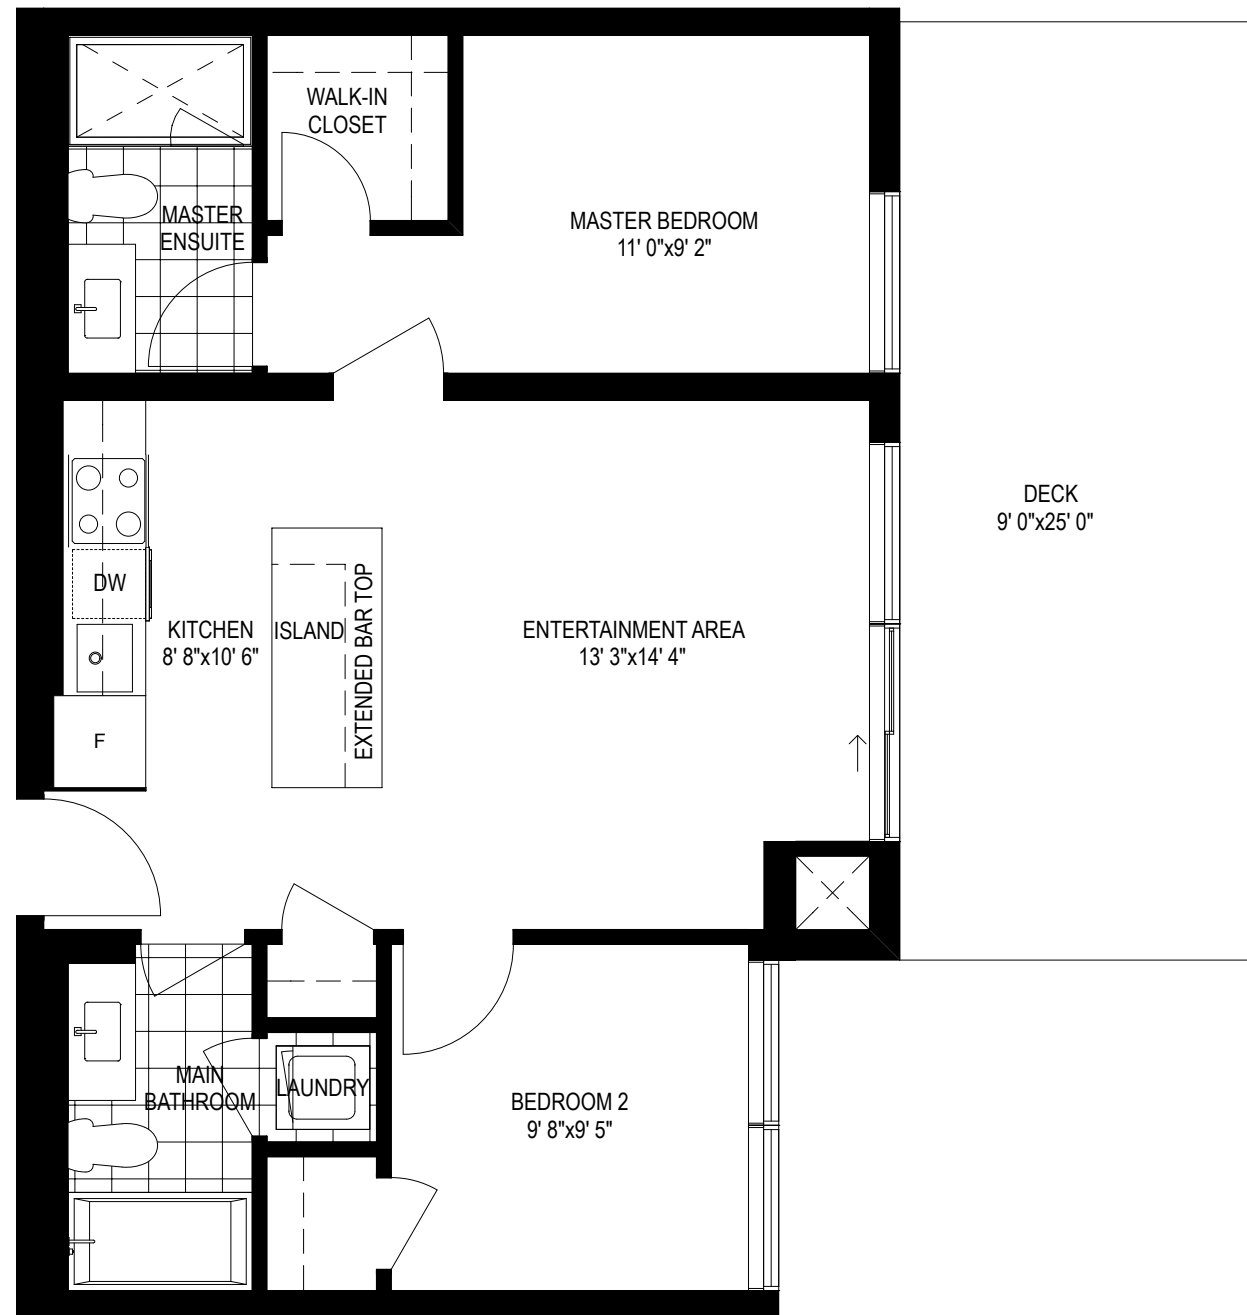 WALK-IN
CLOSET
MASTER
ENSUITE
MASTER BEDROOM
11' 0"x9' 2"
DECK
9' 0"x25' 0"
DW
KITCHEN
8' 8"x10' 6"
ISLAND
EXTENDED BAR TOP
ENTERTAINMENT AREA
13' 3"x14' 4"
F
MAIN
BATHROOM
LAUNDRY
BEDROOM 2
9' 8"x9' 5"